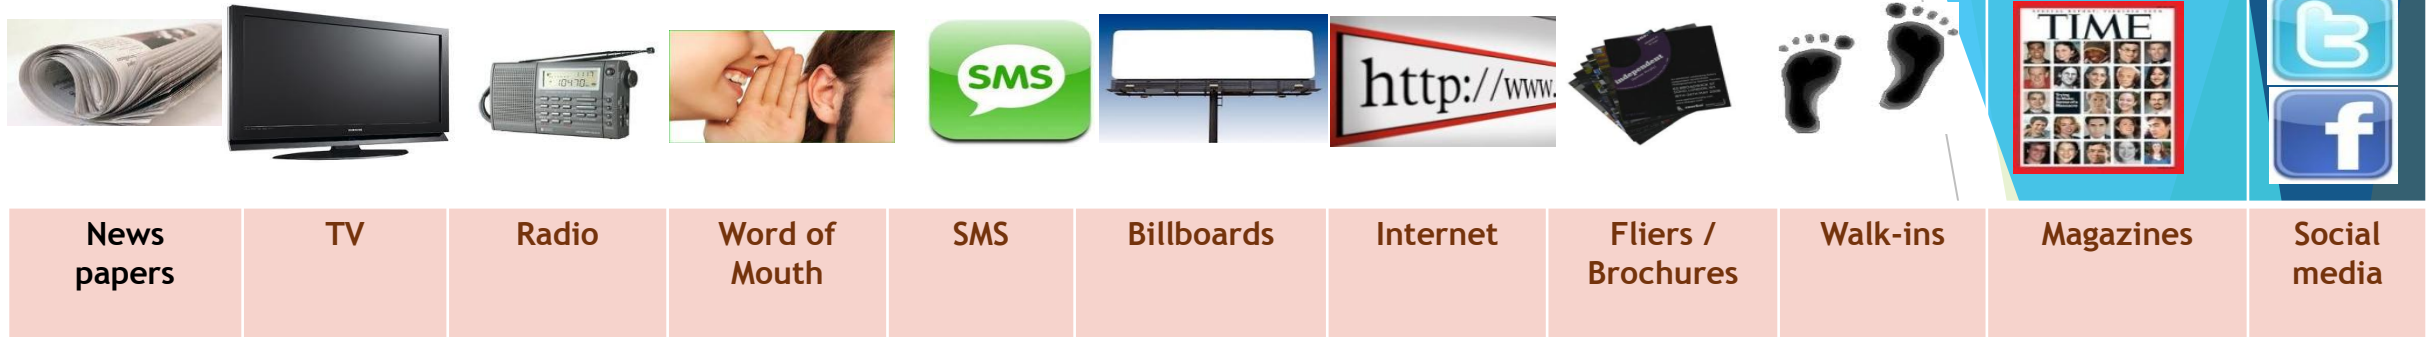 SMS
http://www.
independent
TIME
t
f
News papers
TV
Radio
Word of Mouth
SMS
Billboards
Internet
Fliers / Brochures
Walk-ins
Magazines
Social media